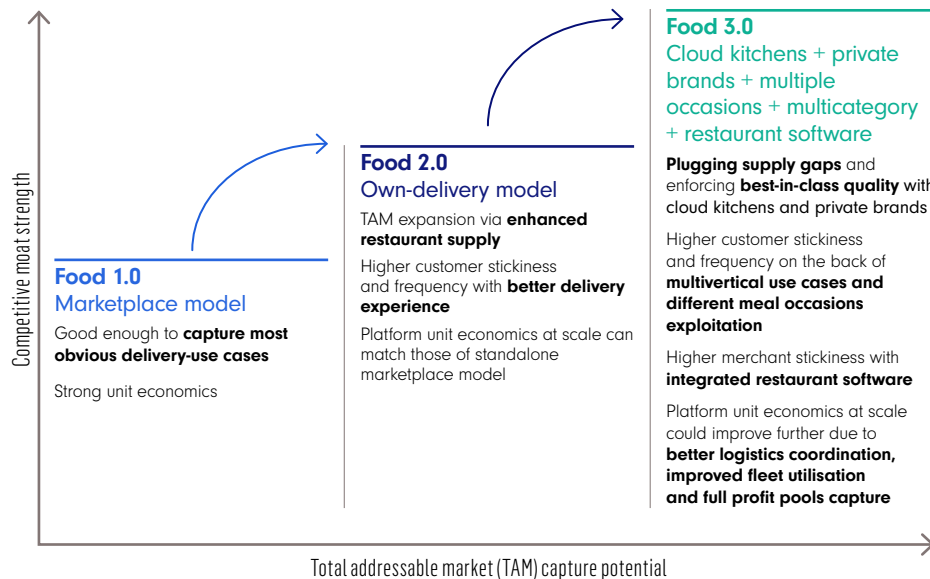 Competitive moat strength
Food 1.0
Marketplace model
Good enough to capture most
obvious delivery-use cases
Strong unit economics
Food 2.0
Own-delivery model
TAM expansion via enhanced
restaurant supply
Higher customer stickiness
and frequency with better delivery
experience
Platform unit economics at scale can
match those of standalone
marketplace model
Food 3.0
Cloud kitchens + private
brands + multiple
occasions + multicategory
+ restaurant software
Plugging supply gaps and
enforcing best-in-class quality with
cloud kitchens and private brands
Higher customer stickiness
and frequency on the back of
multivertical use cases and
different meal occasions
exploitation
Higher merchant stickiness with
integrated restaurant software
Platform unit economics at scale
could improve further due to
better logistics coordination,
improved fleet utilisation
and full profit pools capture
Total addressable market (TAM) capture potential